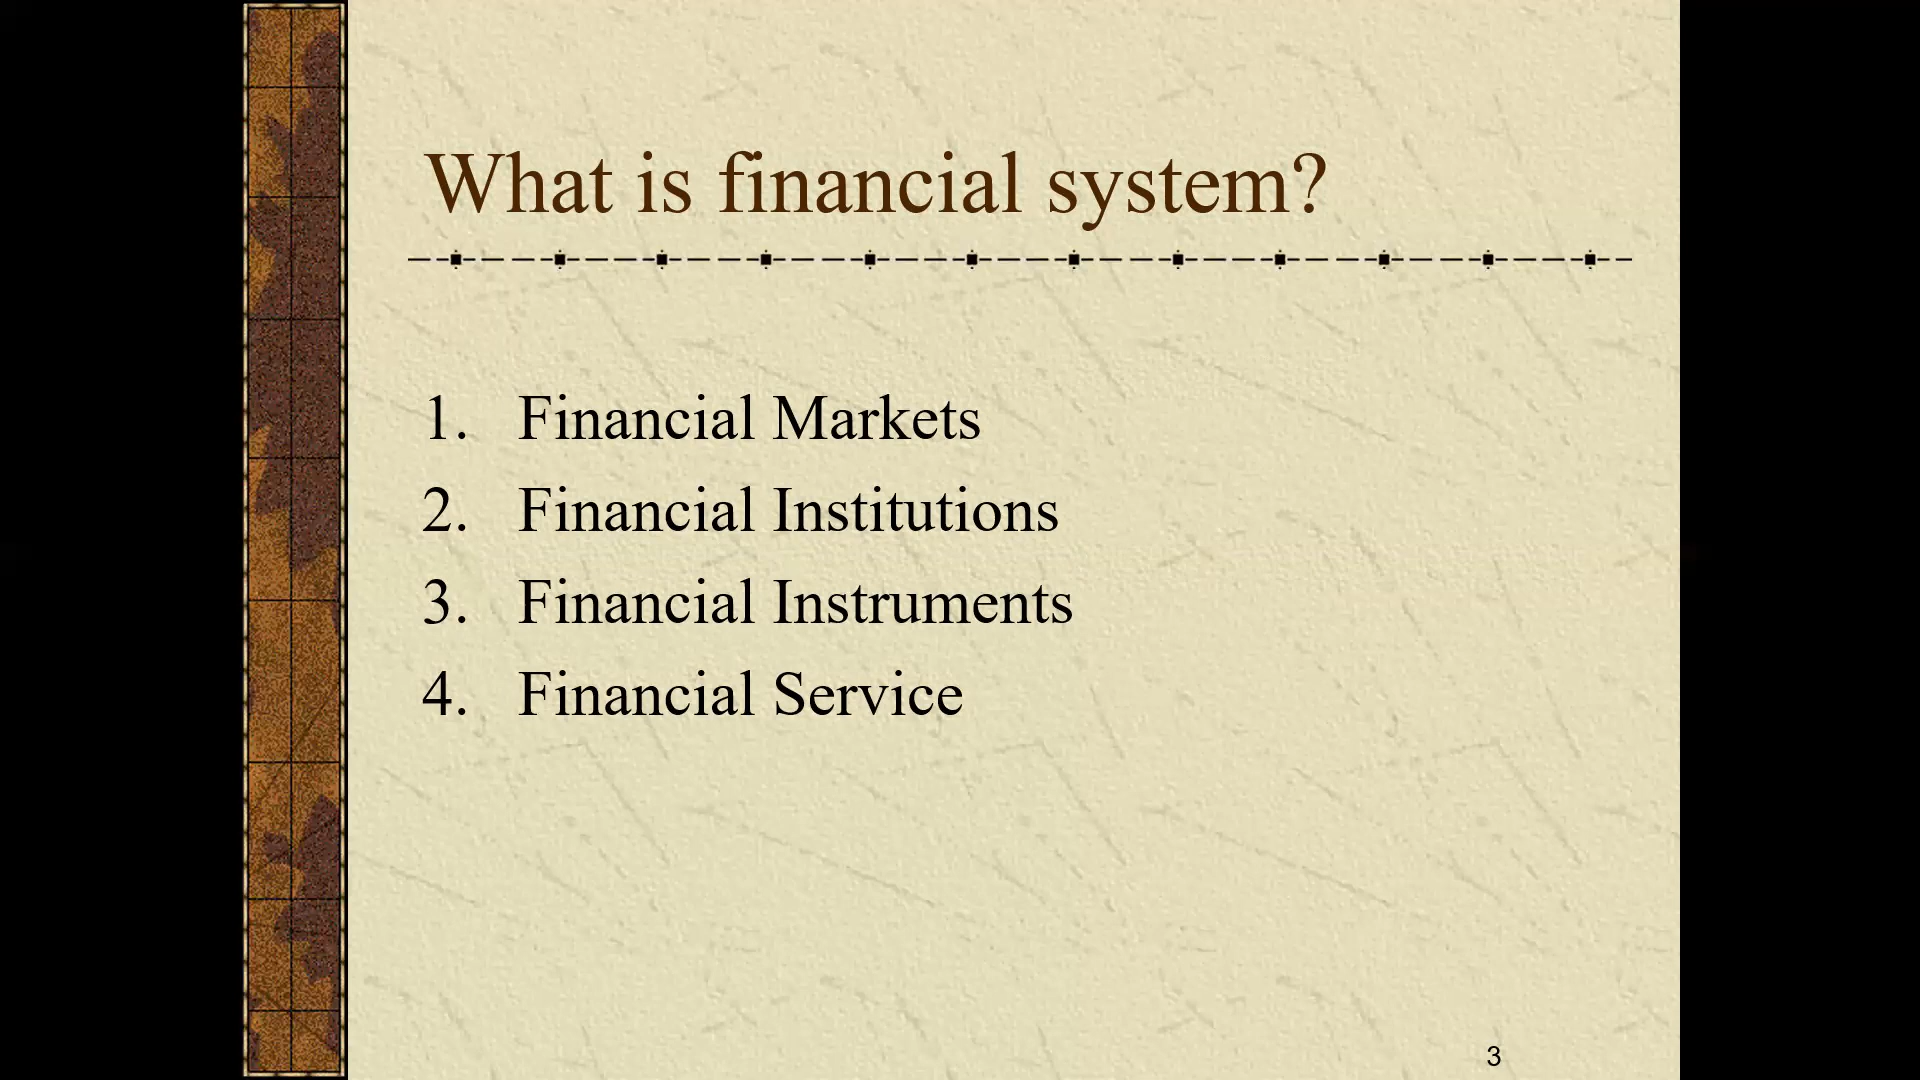 What is financial system?
1. Financial Markets
2. Financial Institutions
3. Financial Instruments
4. Financial Service
3